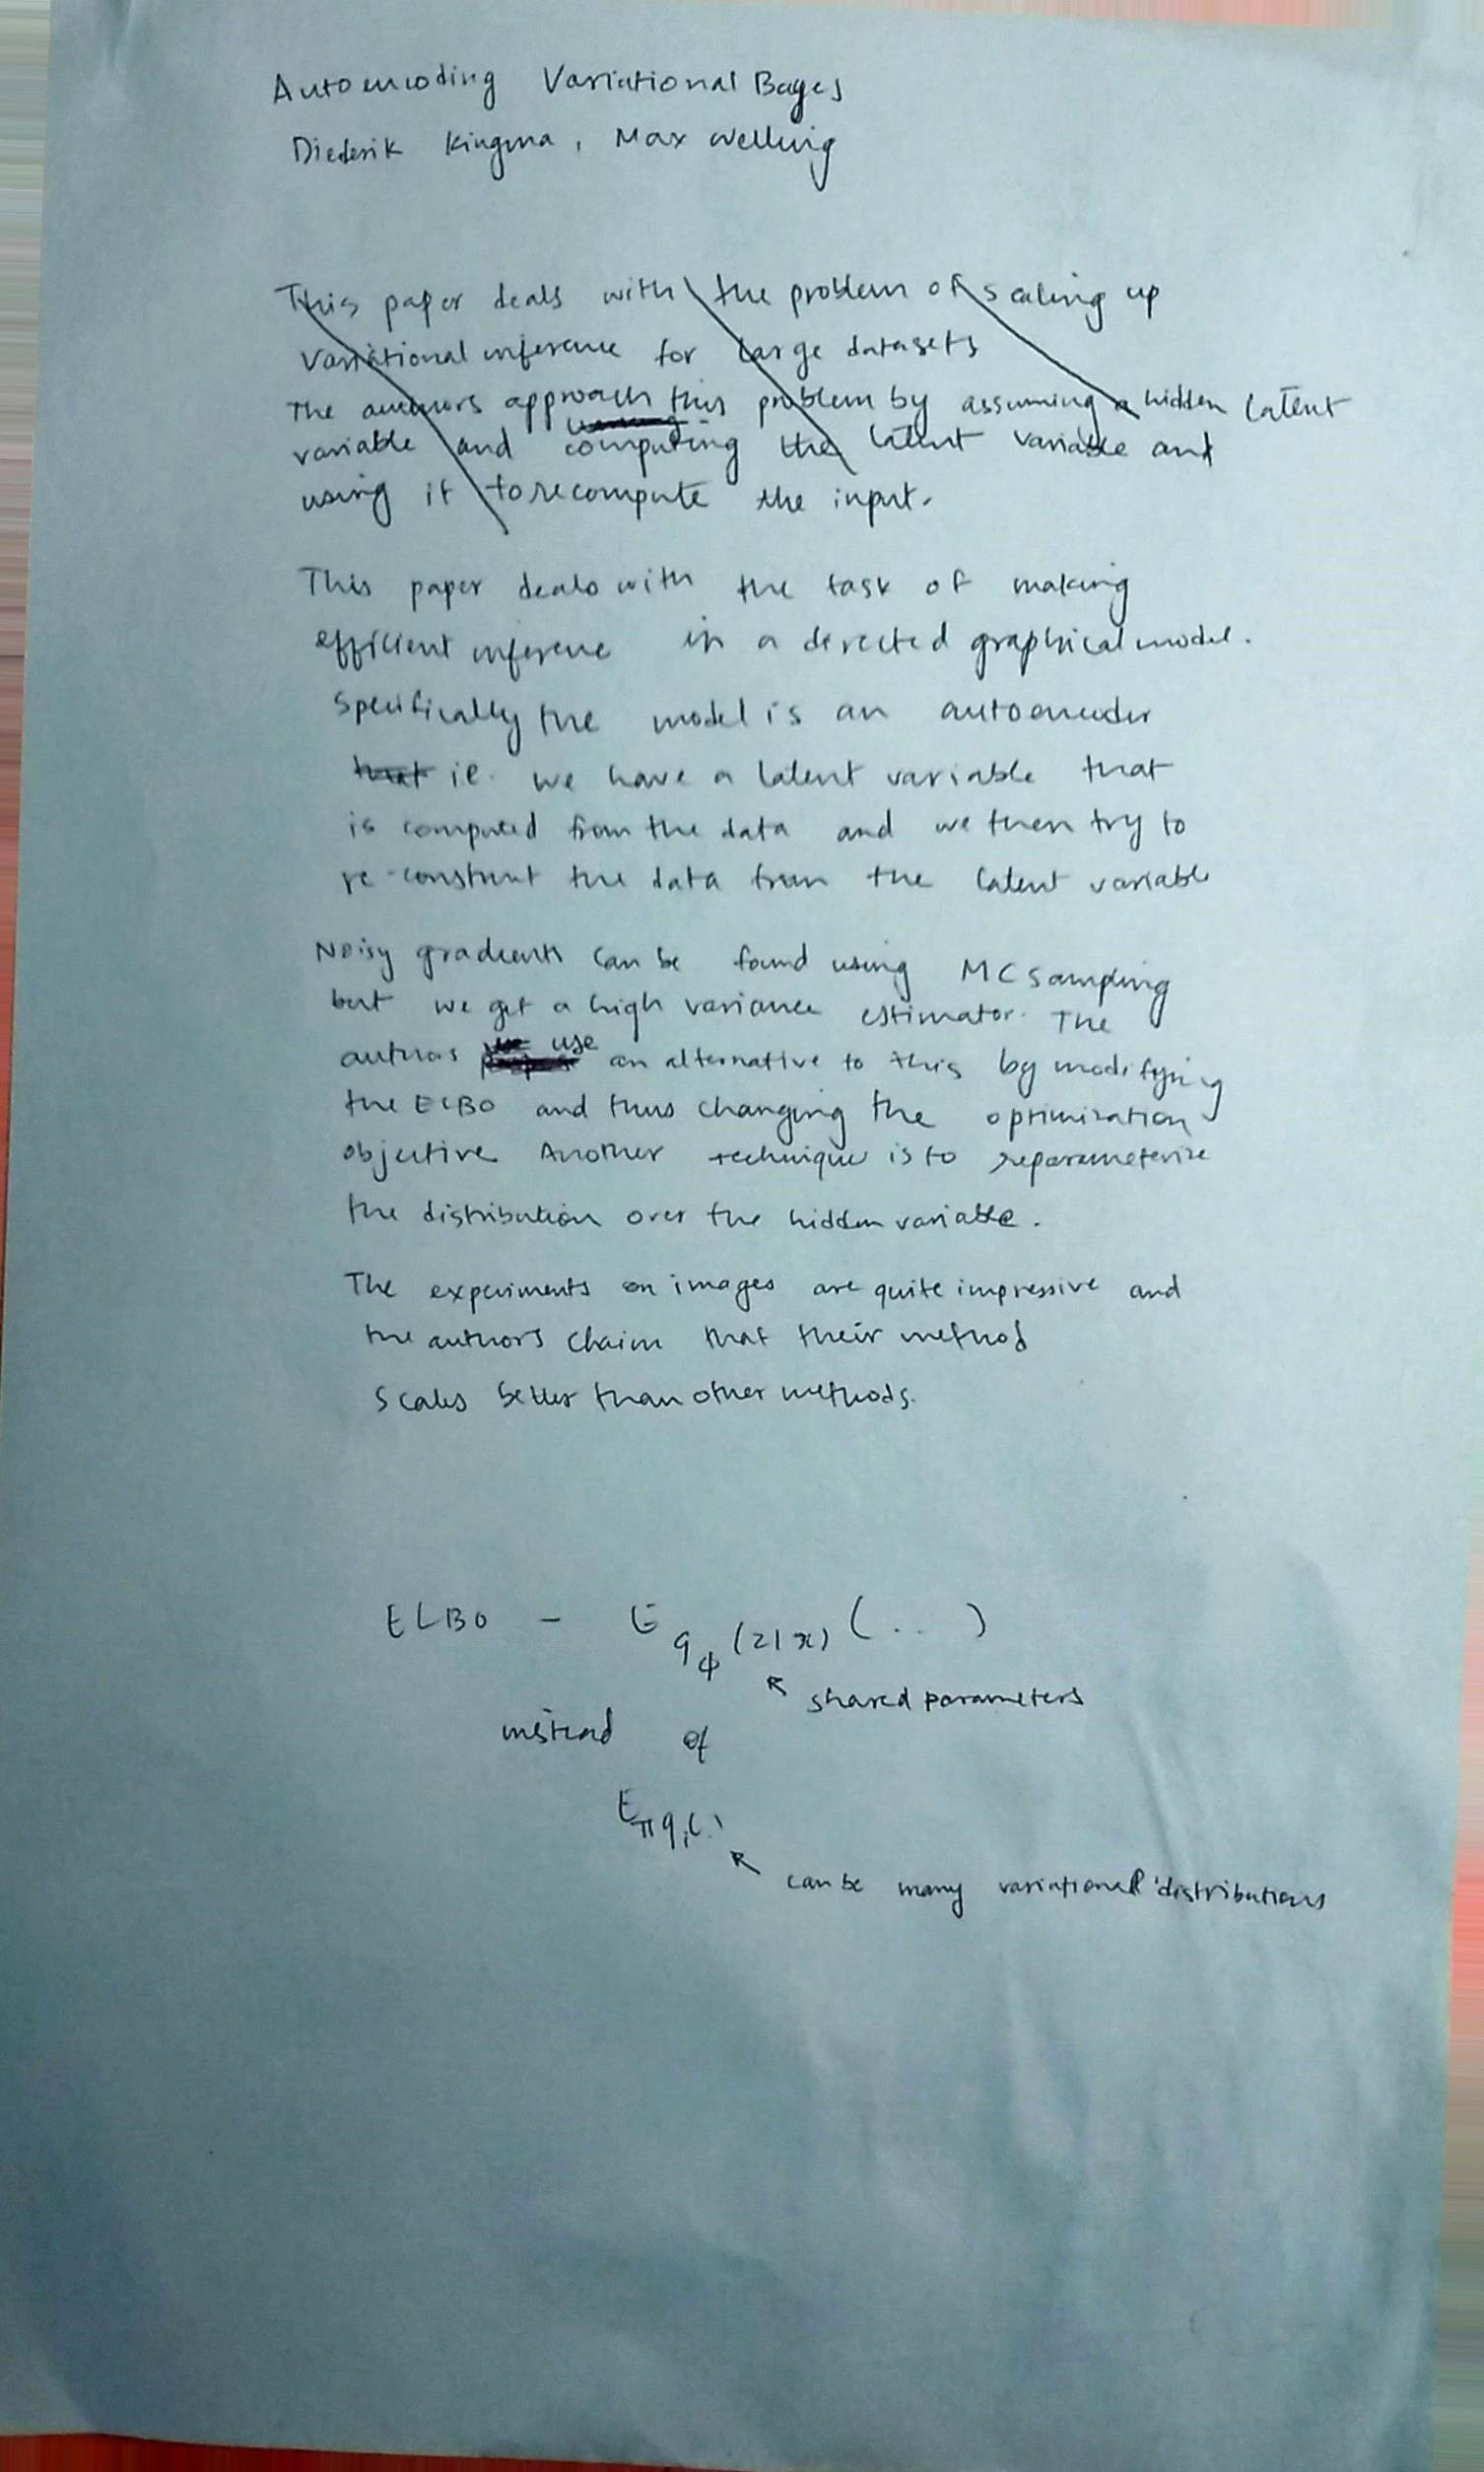 Autoencoding Variational Bayes
Diederik Kingma, Max Welling
This paper deals with the problem of scaling up
variational inference for large datasets
The authors approach this problem by assuming a hidden latent
variable and computing the latent variable and
using it to recompute the input.
This paper deals with the task of making
efficient inference in a directed graphical model.
Specifically the model is an autoencoder
that ie. we have a latent variable that
is computed from the data and we then try to
re-construct the data from the latent variable
Noisy gradients can be found using MC sampling
but we get a high variance estimator. The
authors use an alternative to this by modifying
the ELBO and thus changing the optimization
objective Another technique is to reparameterize
the distribution over the hidden variable.
The experiments on images are quite impressive and
the authors claim that their method
scales better than other methods.
ELBO - E q_ϕ (z|x) (.. )
shared parameters
instead of
E_π q_i(.)
can be many variational distributions